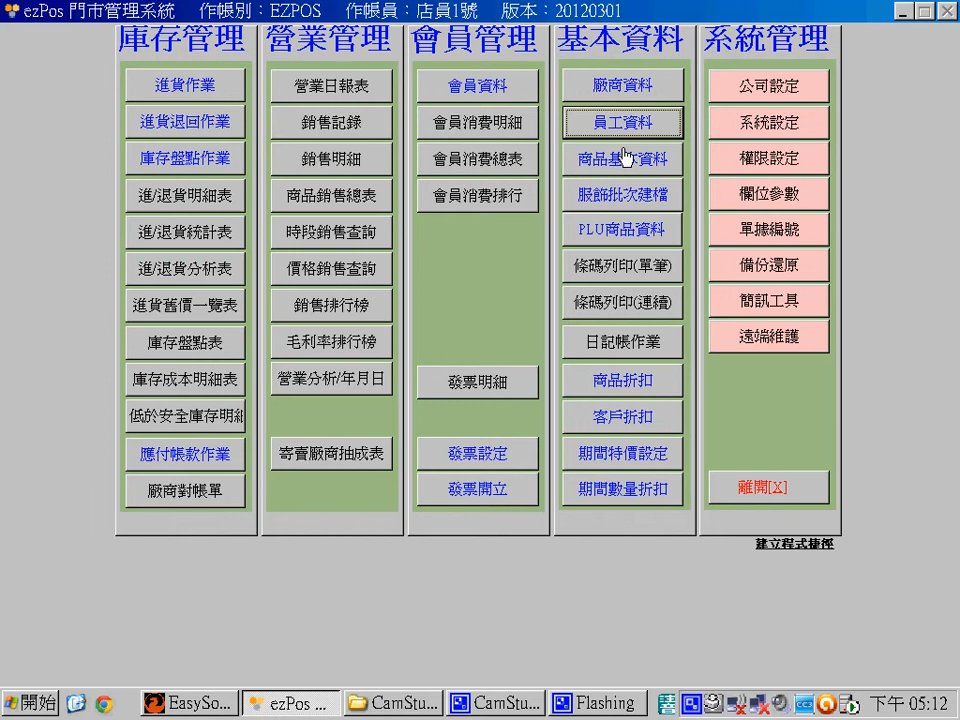 ezPos 門市管理系統 作帳別：EZPOS 作帳員：店員1號 版本：20120301
庫存管理
進貨作業
進貨退回作業
庫存盤點作業
進/退貨明細表
進/退貨統計表
進/退貨分析表
進貨舊價一覽表
庫存盤點表
庫存成本明細表
低於安全庫存明細
應付帳款作業
廠商對帳單
營業管理
營業日報表
銷售記錄
銷售明細
商品銷售總表
時段銷售查詢
價格銷售查詢
銷售排行榜
毛利率排行榜
營業分析/年月日
寄賣廠商抽成表
會員管理
會員資料
會員消費明細
會員消費總表
會員消費排行
發票明細
發票設定
發票開立
基本資料
廠商資料
員工資料
商品基本資料
服飾批次建檔
PLU商品資料
條碼列印(單筆)
條碼列印(連續)
日記帳作業
商品折扣
客戶折扣
期間特價設定
期間數量折扣
系統管理
公司設定
系統設定
權限設定
欄位參數
單據編號
備份還原
簡訊工具
遠端維護
離開[X]
建立程式捷徑
開始 EasySo... ezPos ... CamStu... CamStu... Flashing 下午 05:12